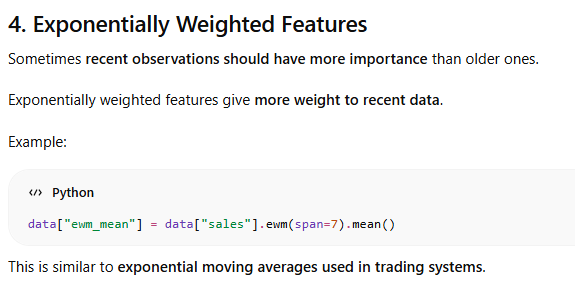 4. Exponentially Weighted Features
Sometimes recent observations should have more importance than older ones.
Exponentially weighted features give more weight to recent data.
Example:
</> Python
data["ewm_mean"] = data["sales"].ewm(span=7).mean()
This is similar to exponential moving averages used in trading systems.